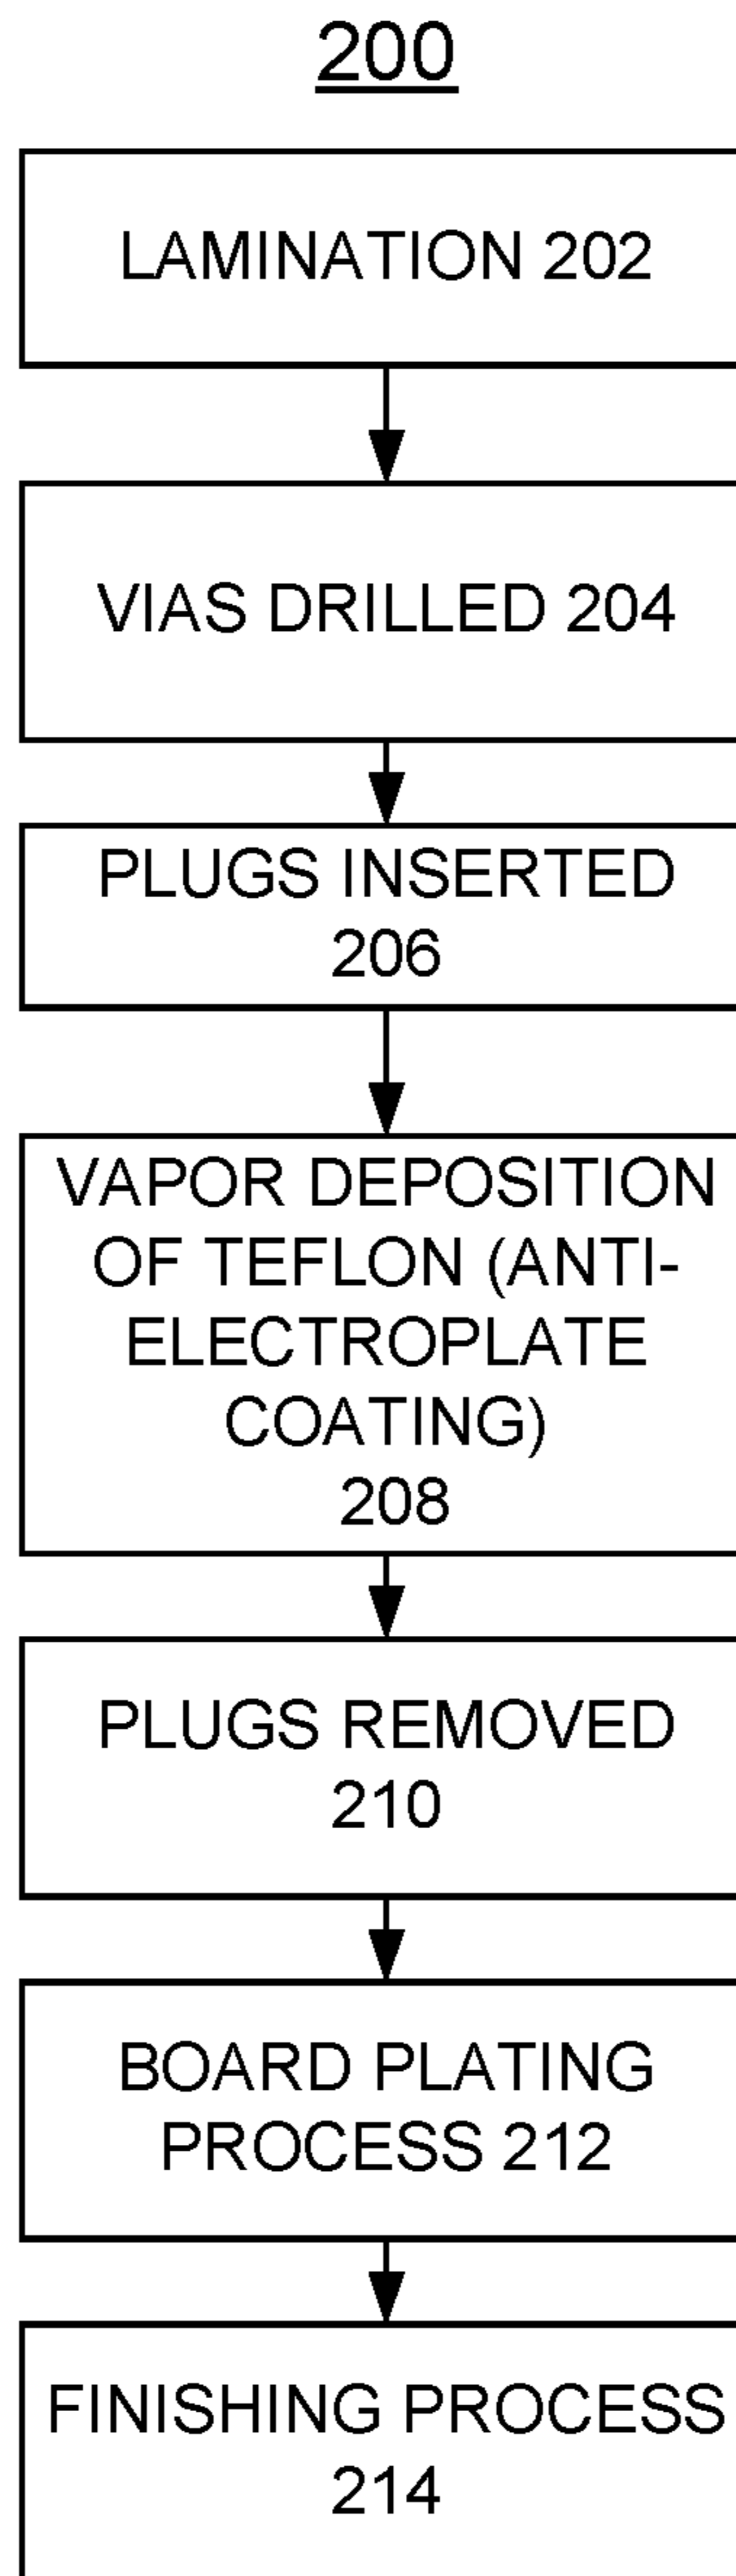 200
LAMINATION 202
VIAS DRILLED 204
PLUGS INSERTED
206
VAPOR DEPOSITION
OF TEFLON (ANTI-
ELECTROPLATE
COATING)
208
PLUGS REMOVED
210
BOARD PLATING
PROCESS 212
FINISHING PROCESS
214